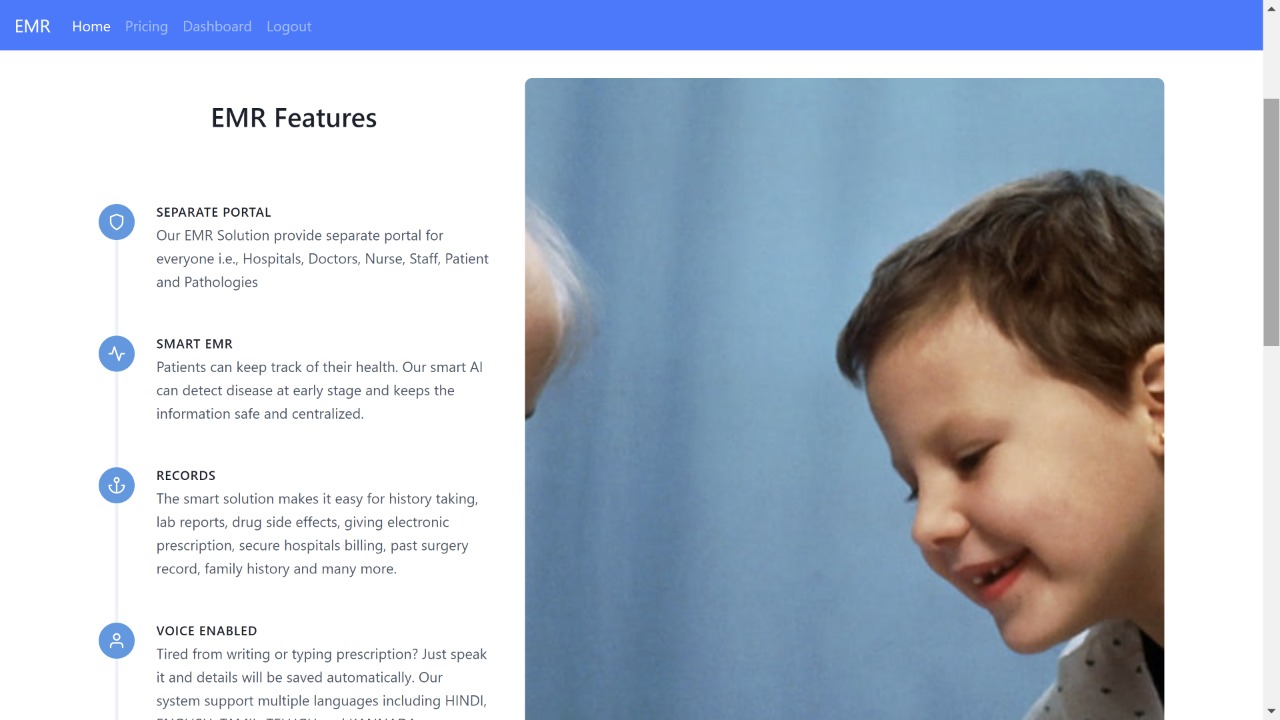 EMR Home Pricing Dashboard Logout
EMR Features
SEPARATE PORTAL
Our EMR Solution provide separate portal for
everyone i.e., Hospitals, Doctors, Nurse, Staff, Patient
and Pathologies
SMART EMR
Patients can keep track of their health. Our smart AI
can detect disease at early stage and keeps the
information safe and centralized.
RECORDS
The smart solution makes it easy for history taking,
lab reports, drug side effects, giving electronic
prescription, secure hospitals billing, past surgery
record, family history and many more.
VOICE ENABLED
Tired from writing or typing prescription? Just speak
it and details will be saved automatically. Our
system support multiple languages including HINDI,